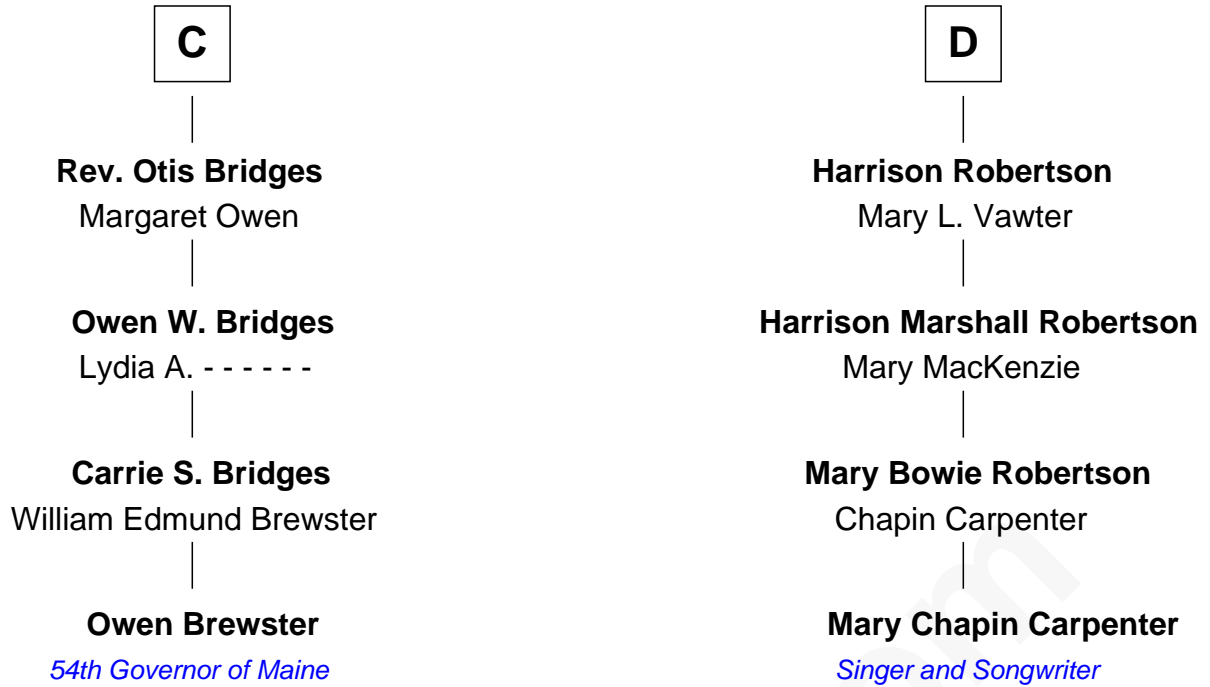 C
Rev. Otis Bridges
Margaret Owen
Owen W. Bridges
Lydia A. - - - - - -
Carrie S. Bridges
William Edmund Brewster
Owen Brewster
54th Governor of Maine
D
Harrison Robertson
Mary L. Vawter
Harrison Marshall Robertson
Mary MacKenzie
Mary Bowie Robertson
Chapin Carpenter
Mary Chapin Carpenter
Singer and Songwriter